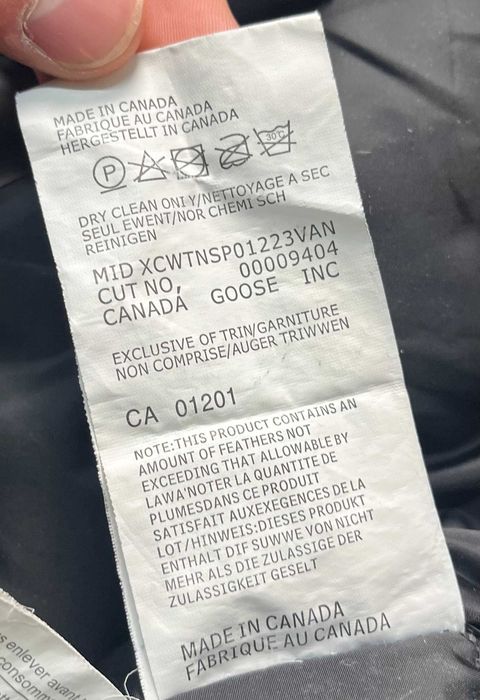 MADE IN CANADA
FABRIQUE AU CANADA
HERGESTELLT IN CANADA
P
30°C
DRY CLEAN ONIY/NETTOYAGE A SEC
SEUL EWENT/NOR CHEMI SCH
REINIGEN
MID XCWTNSP01223VAN
CUT NO, 00009404
CANADA GOOSE INC
EXCLUSIVE OF TRIN/GARNITURE
NON COMPRISE/AUGER TRIWWEN
CA 01201
NOTE:THIS PRODUCT CONTAINS AN
AMOUNT OF FEATHERS NOT
EXCEEDING THAT ALLOWABLE BY
LAWA'NOTER LA QUANTITE DE
PLUMESDANS CE PRODUIT
SATISFAIT AUXEXEGENCES DE LA
LOT/HINWEIS:DIESES PRODUKT
ENTHALT DIF SUWWE VON NICHT
MEHR ALS DIE ZULASSIGE DER
ZULASSIGKEIT GESELT
MADE IN CANADA
FABRIQUE AU CANADA
enlever avant